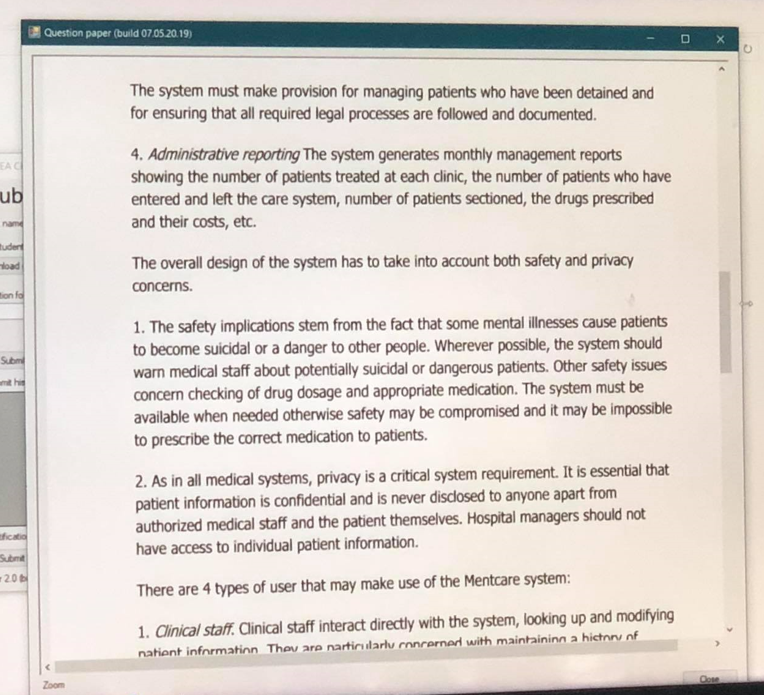 Question paper (build 07.05.20.19)
The system must make provision for managing patients who have been detained and
for ensuring that all required legal processes are followed and documented.
4. Administrative reporting The system generates monthly management reports
showing the number of patients treated at each clinic, the number of patients who have
entered and left the care system, number of patients sectioned, the drugs prescribed
and their costs, etc.
The overall design of the system has to take into account both safety and privacy
concerns.
1. The safety implications stem from the fact that some mental illnesses cause patients
to become suicidal or a danger to other people. Wherever possible, the system should
warn medical staff about potentially suicidal or dangerous patients. Other safety issues
concern checking of drug dosage and appropriate medication. The system must be
available when needed otherwise safety may be compromised and it may be impossible
to prescribe the correct medication to patients.
2. As in all medical systems, privacy is a critical system requirement. It is essential that
patient information is confidential and is never disclosed to anyone apart from
authorized medical staff and the patient themselves. Hospital managers should not
have access to individual patient information.
There are 4 types of user that may make use of the Mentcare system:
1. Clinical staff. Clinical staff interact directly with the system, looking up and modifying
patient information. They are particularly concerned with maintaining a history of
Zoom
Close
ub
name
tudent
nload
tion fo
Submi
mit his
tificatio
Submit
2.0 (b